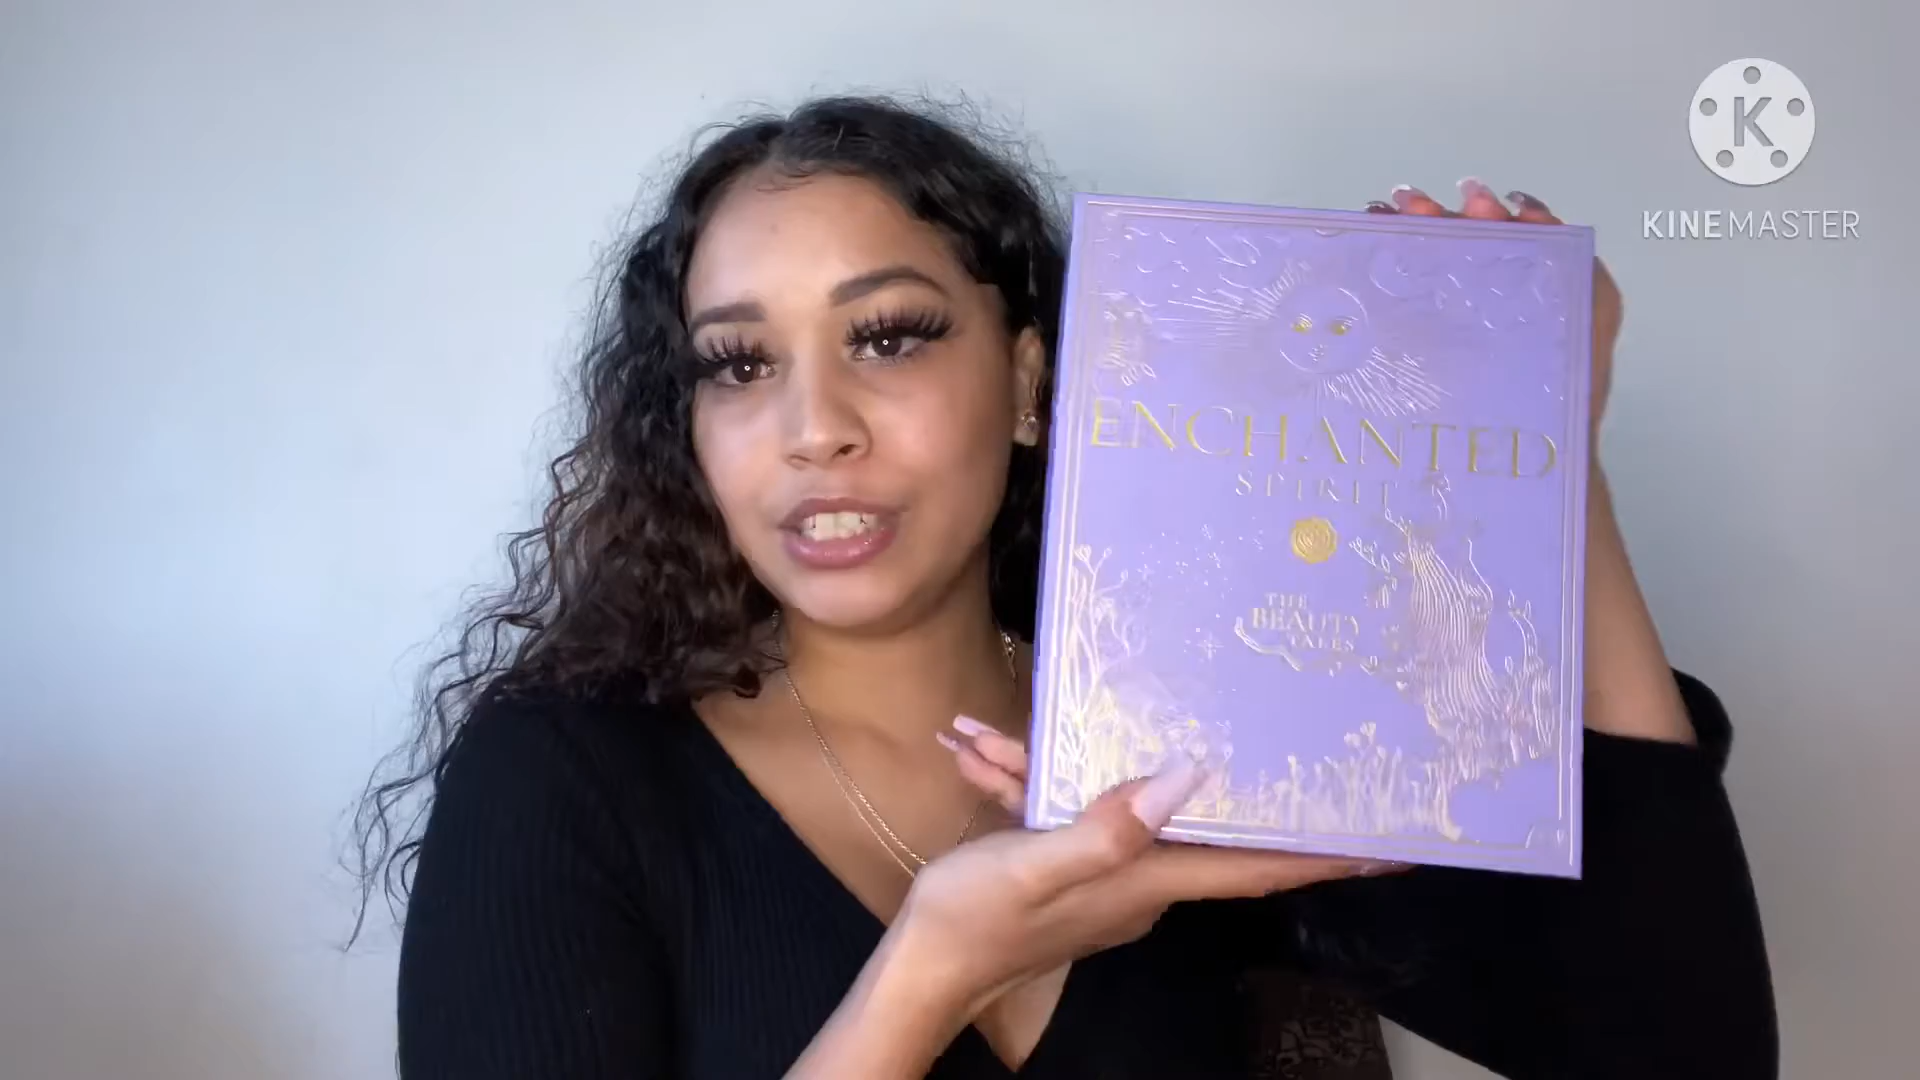 K
KINEMASTER
ENCHANTED
SPIRIT
THE
BEAUTY
TALES